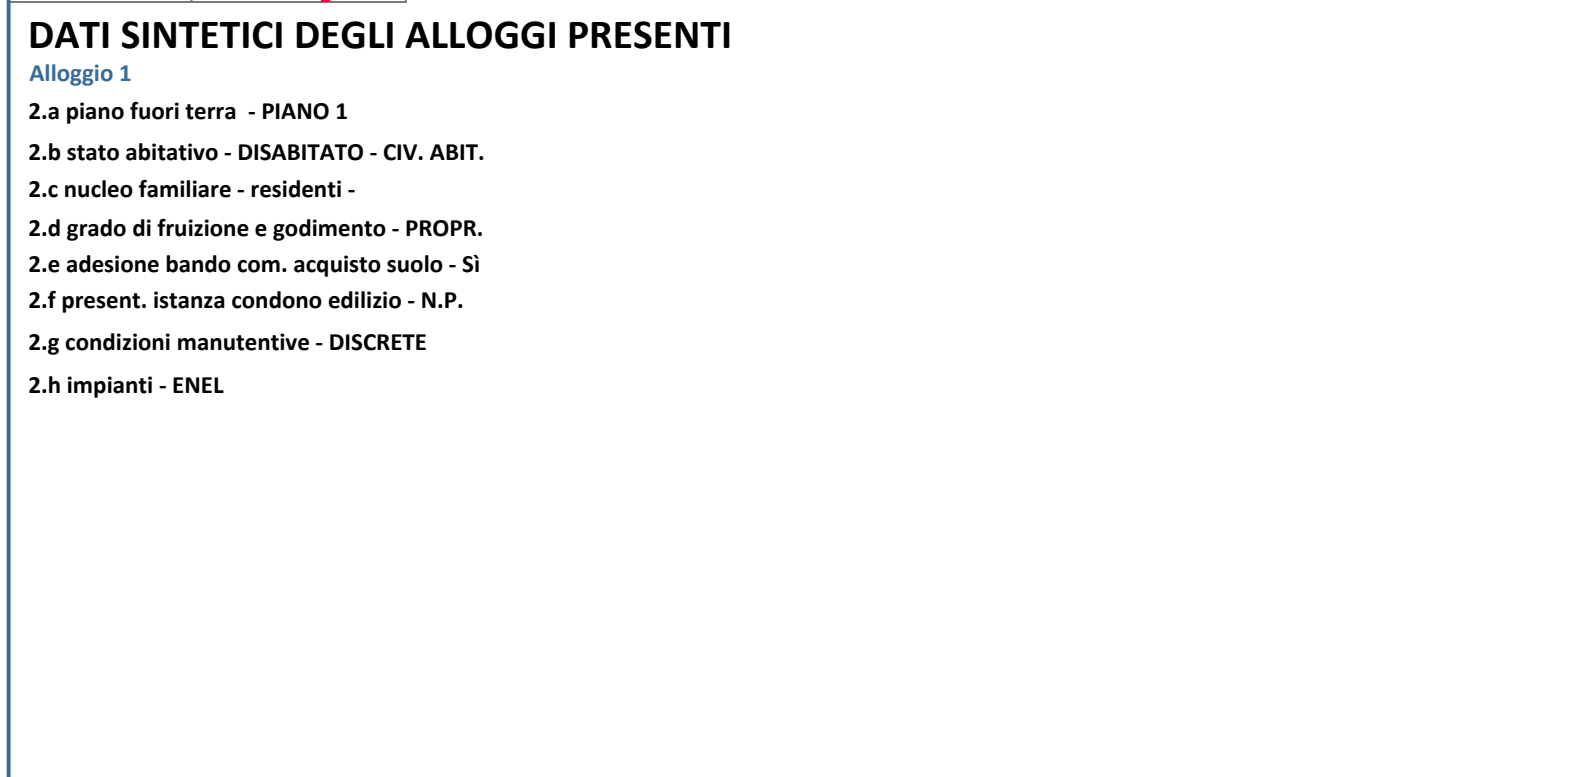 DATI SINTETICI DEGLI ALLOGGI PRESENTI
Alloggio 1
2.a piano fuori terra - PIANO 1
2.b stato abitativo - DISABITATO - CIV. ABIT.
2.c nucleo familiare - residenti -
2.d grado di fruizione e godimento - PROPR.
2.e adesione bando com. acquisto suolo - Sì
2.f present. istanza condono edilizio - N.P.
2.g condizioni manutentive - DISCRETE
2.h impianti - ENEL